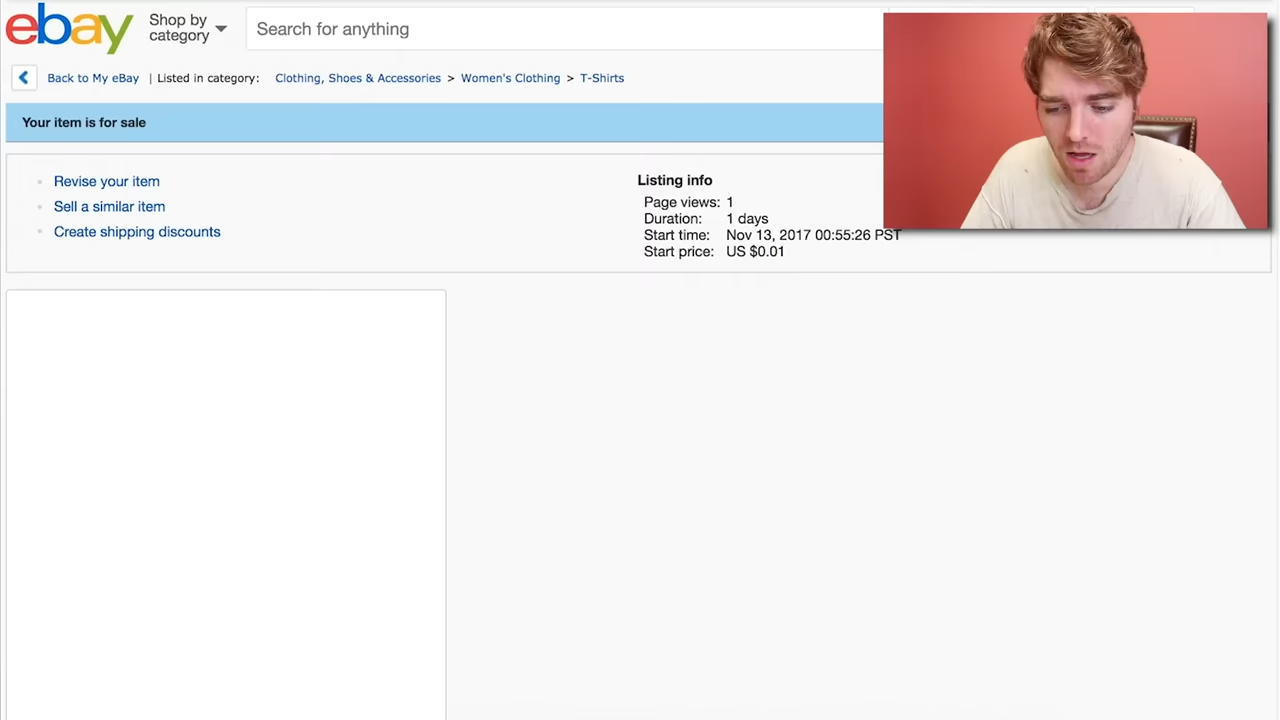 ebay
Shop by
category
Search for anything
Back to My eBay | Listed in category: Clothing, Shoes & Accessories > Women's Clothing > T-Shirts
Your item is for sale
Revise your item
Sell a similar item
Create shipping discounts
Listing info
Page views: 1
Duration: 1 days
Start time: Nov 13, 2017 00:55:26 PST
Start price: US $0.01